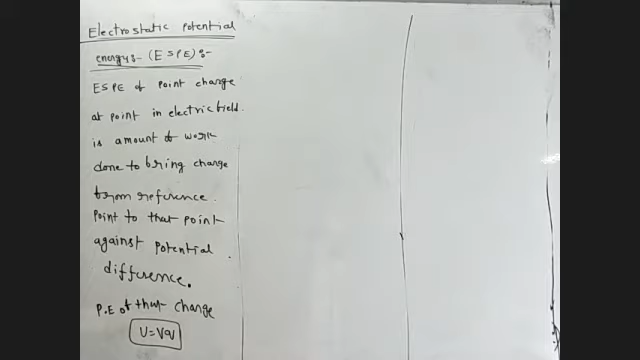 Electrostatic Potential
energy:- (ESPE):-
ESPE of point charge
at point in electric field.
is amount of work
done to bring charge
from reference.
point to that point
against potential.
difference.
P.E of that charge
U=Vq